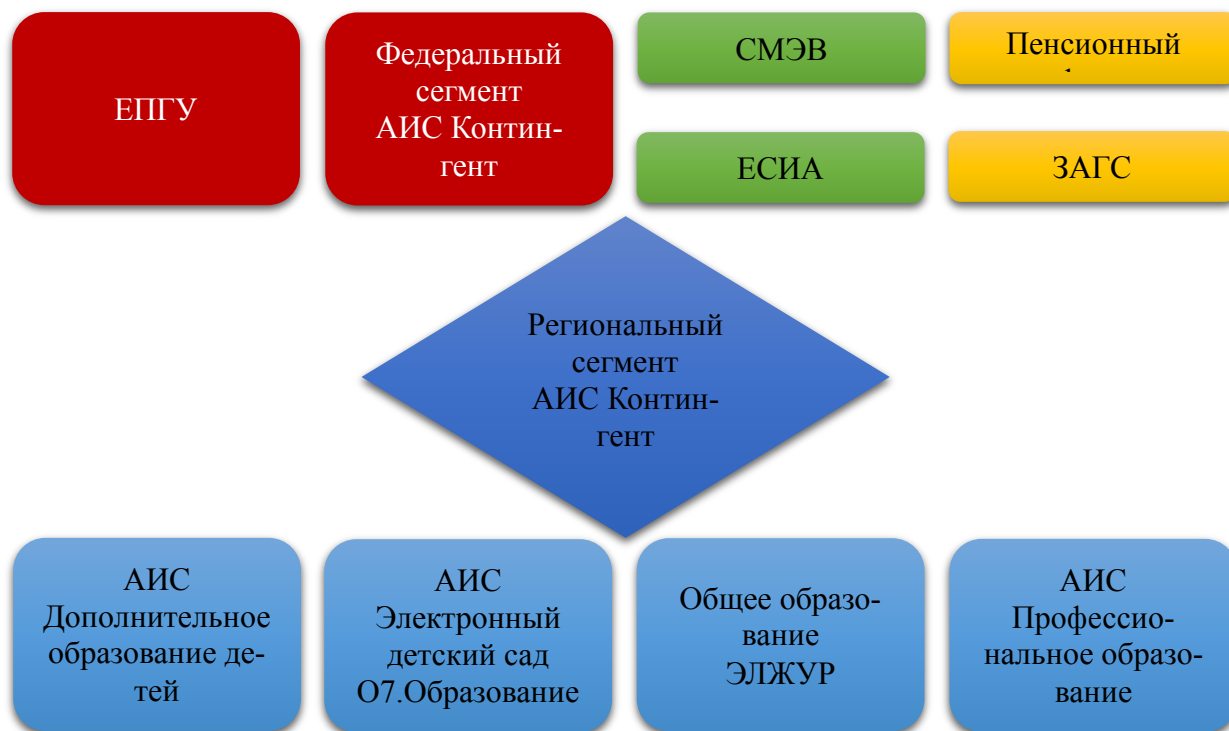 ЕПГУ
Федеральный
сегмент
АИС Контин-
гент
СМЭВ
Пенсионный
ЕСИА
ЗАГС
Региональный
сегмент
АИС Контин-
гент
АИС
Дополнительное
образование де-
тей
АИС
Электронный
детский сад
О7.Образование
Общее образо-
вание
ЭЛЖУР
АИС
Профессио-
нальное образо-
вание